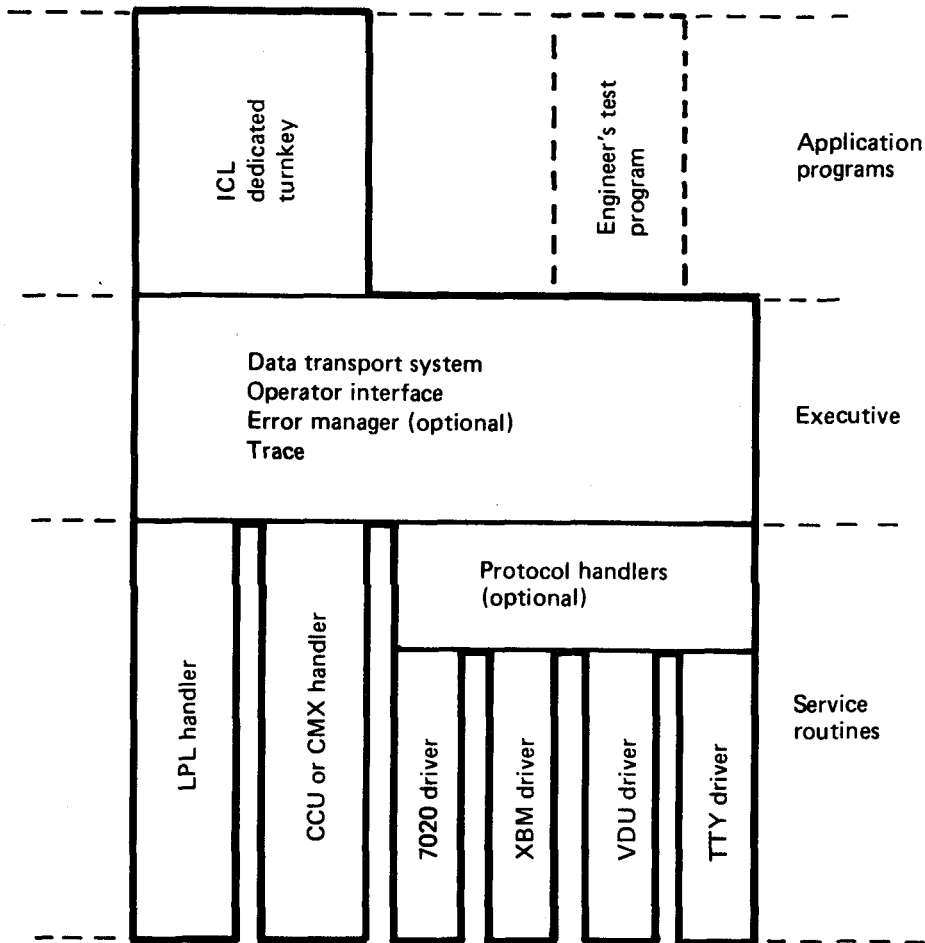 ICL
dedicated
turnkey
Engineer's test
program
Application
programs
Data transport system
Operator interface
Error manager (optional)
Trace
Executive
Protocol handlers
(optional)
LPL handler
CCU or CMX handler
7020 driver
XBM driver
VDU driver
TTY driver
Service
routines